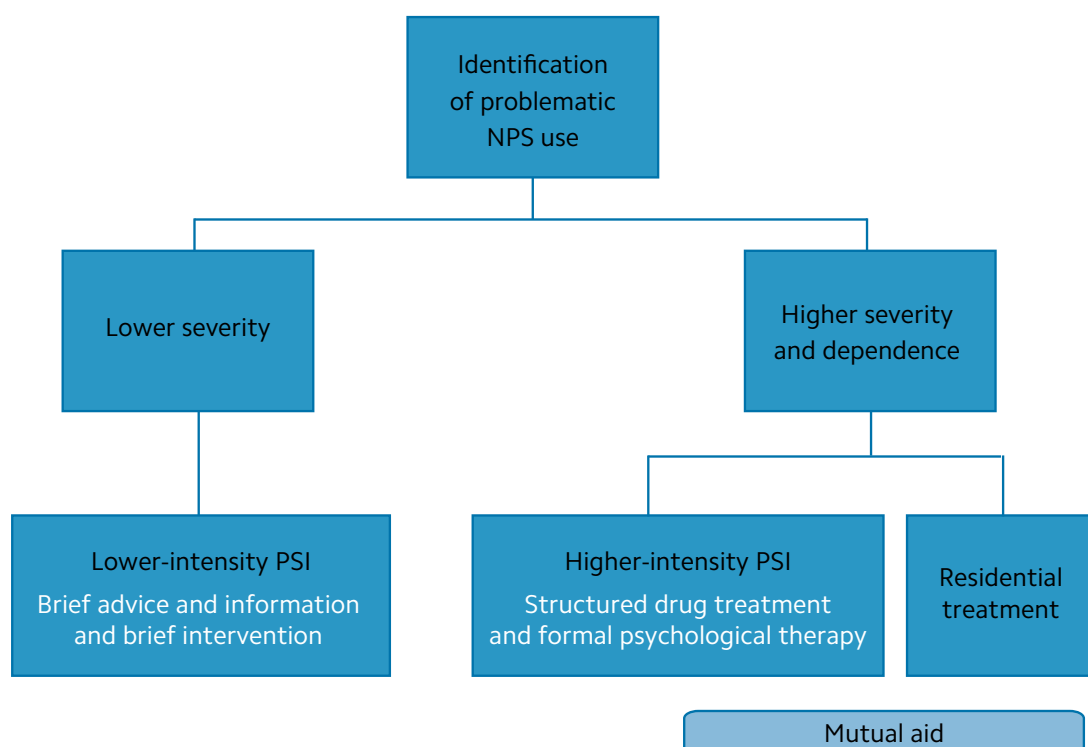 Identification
of problematic
NPS use
Lower severity
Higher severity
and dependence
Lower-intensity PSI
Brief advice and information
and brief intervention
Higher-intensity PSI
Structured drug treatment
and formal psychological therapy
Residential
treatment
Mutual aid